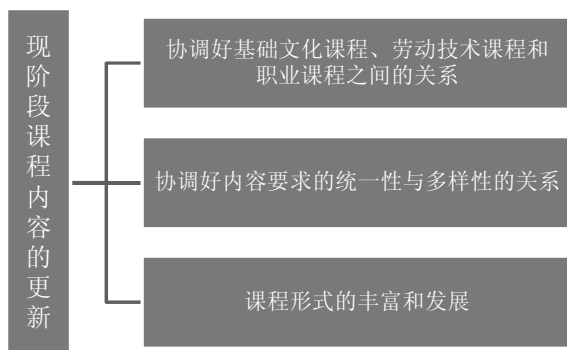 现阶段课程内容的更新
协调好基础文化课程、劳动技术课程和
职业课程之间的关系
协调好内容要求的统一性与多样性的关系
课程形式的丰富和发展